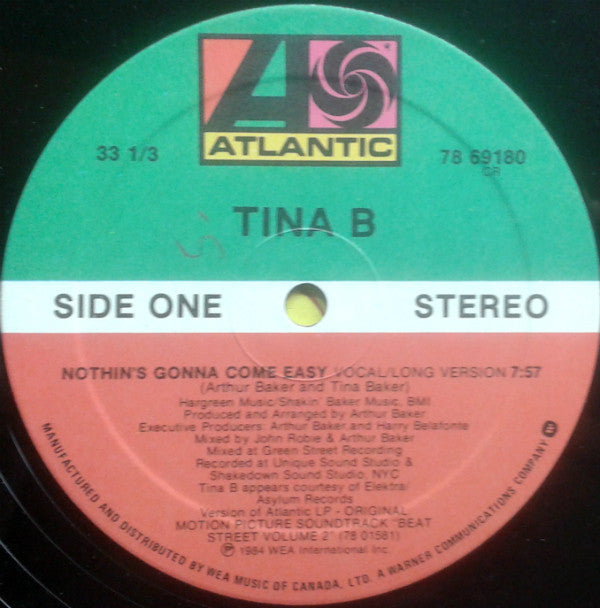 ATLANTIC
33 1/3
78 69180
GR
TINA B
SIDE ONE
STEREO
NOTHIN'S GONNA COME EASY VOCAL/LONG VERSION 7:57
(Arthur Baker and Tina Baker)
Hargreen Music/Shakin' Baker Music, BMI
Produced and Arranged by Arthur Baker
Executive Producers: Arthur Baker and Harry Belafonte
Mixed by John Robie & Arthur Baker
Mixed at Green Street Recording
Recorded at Unique Sound Studio &
Shakedown Sound Studio, NYC
Tina B appears courtesy of Elektra/
Asylum Records
Version of Atlantic LP - ORIGINAL
MOTION PICTURE SOUNDTRACK "BEAT
STREET VOLUME 2" (78 01581)
℗ 1984 WEA International Inc.
MANUFACTURED AND DISTRIBUTED BY WEA MUSIC OF CANADA, LTD. A WARNER COMMUNICATIONS COMPANY